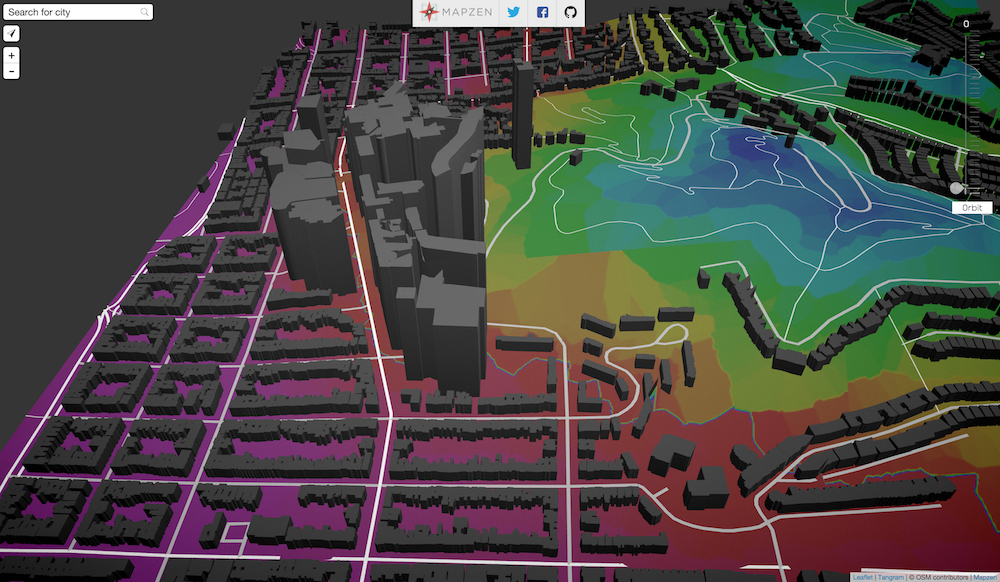 Search for city
MAPZEN
0
+
-
Orbit
Leaflet | Tangram | © OSM contributors | Mapzen